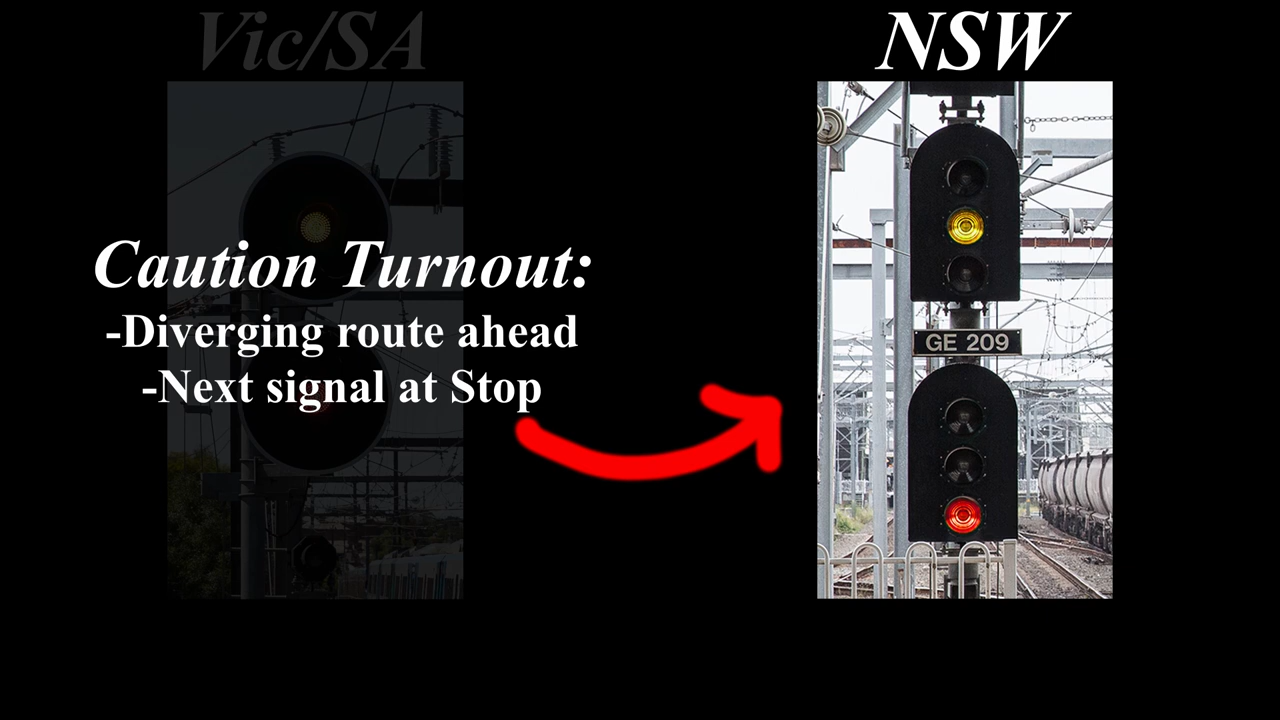 Vic/SA
NSW
Caution Turnout:
-Diverging route ahead
-Next signal at Stop
GE 209